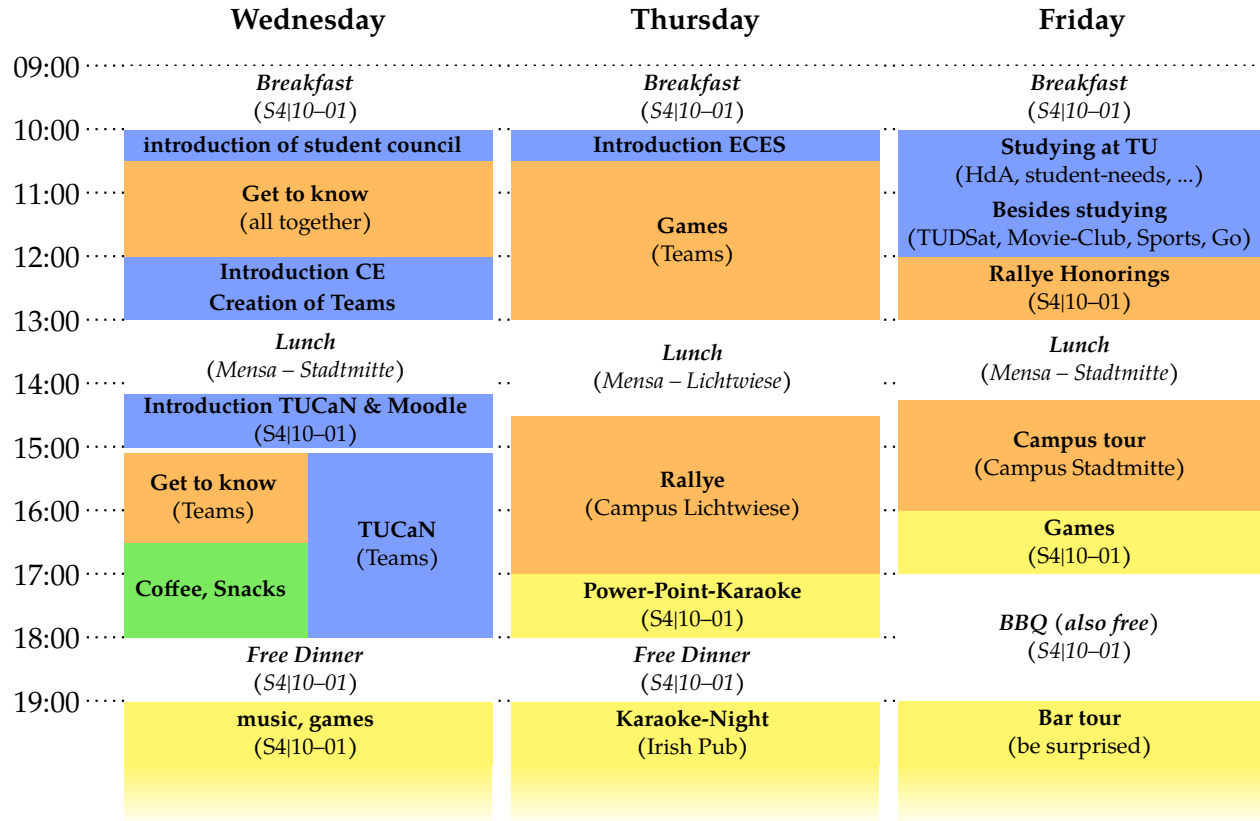 Wednesday
Thursday
Friday
09:00
10:00
11:00
12:00
13:00
14:00
15:00
16:00
17:00
18:00
19:00
Breakfast
(S4|10–01)
introduction of student council
Get to know
(all together)
Introduction CE
Creation of Teams
Lunch
(Mensa – Stadtmitte)
Introduction TUCaN & Moodle
(S4|10–01)
Get to know
(Teams)
Coffee, Snacks
TUCaN
(Teams)
Free Dinner
(S4|10–01)
music, games
(S4|10–01)
Breakfast
(S4|10–01)
Introduction ECES
Games
(Teams)
Lunch
(Mensa – Lichtwiese)
Rallye
(Campus Lichtwiese)
Power-Point-Karaoke
(S4|10–01)
Free Dinner
(S4|10–01)
Karaoke-Night
(Irish Pub)
Breakfast
(S4|10–01)
Studying at TU
(HdA, student-needs, ...)
Besides studying
(TUDSat, Movie-Club, Sports, Go)
Rallye Honorings
(S4|10–01)
Lunch
(Mensa – Stadtmitte)
Campus tour
(Campus Stadtmitte)
Games
(S4|10–01)
BBQ (also free)
(S4|10–01)
Bar tour
(be surprised)